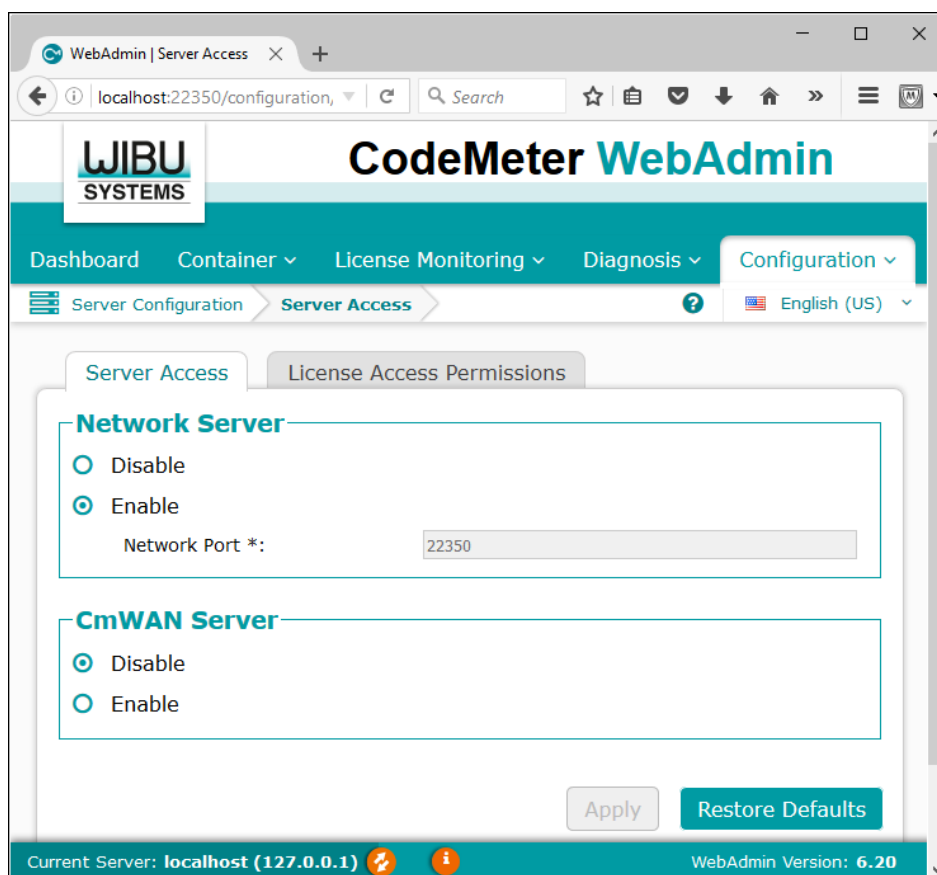 WebAdmin | Server Access
localhost:22350/configuration,
Search
WIBU
SYSTEMS
CodeMeter WebAdmin
Dashboard Container License Monitoring Diagnosis Configuration
Server Configuration Server Access ? English (US)
Server Access License Access Permissions
Network Server
Disable
Enable
Network Port *: 22350
CmWAN Server
Disable
Enable
Apply Restore Defaults
Current Server: localhost (127.0.0.1) WebAdmin Version: 6.20